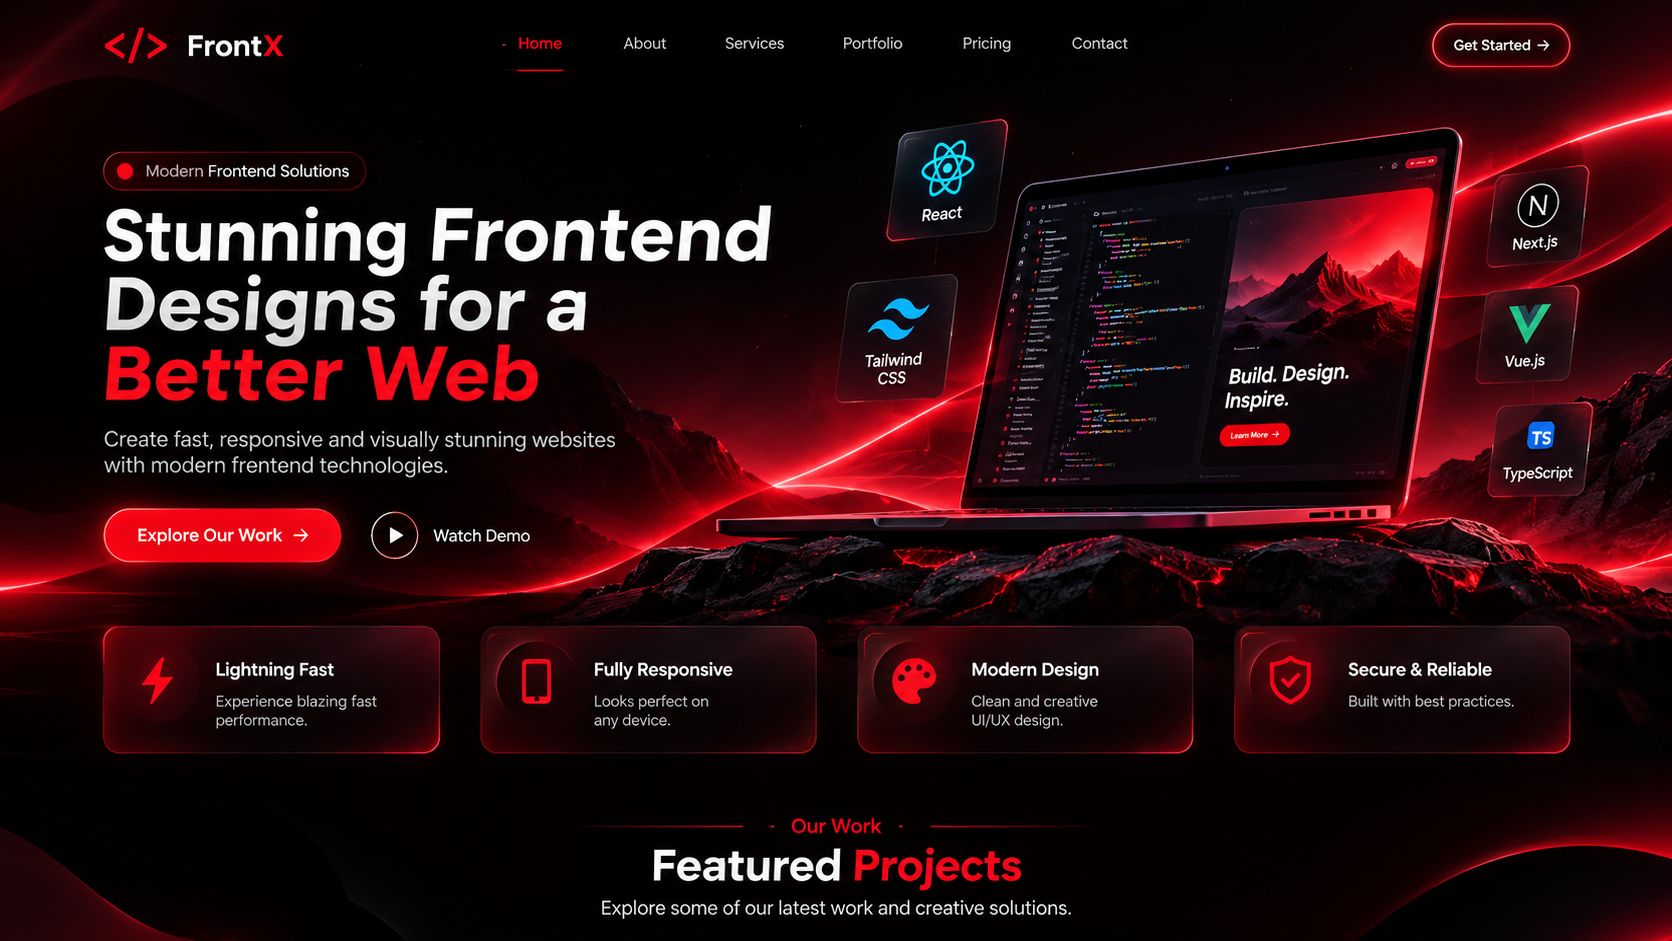 </> FrontX
Home
About
Services
Portfolio
Pricing
Contact
Get Started →
Modern Frontend Solutions
Stunning Frontend
Designs for a
Better Web
Create fast, responsive and visually stunning websites
with modern frentend technologies.
Explore Our Work →
Watch Demo
React
Tailwind
CSS
Build. Design.
Inspire.
Learn More →
N
Next.js
Vue.js
TS
TypeScript
Lightning Fast
Experience blazing fast
performance.
Fully Responsive
Looks perfect on
any device.
Modern Design
Clean and creative
UI/UX design.
Secure & Reliable
Built with best practices.
Our Work
Featured Projects
Explore some of our latest work and creative solutions.